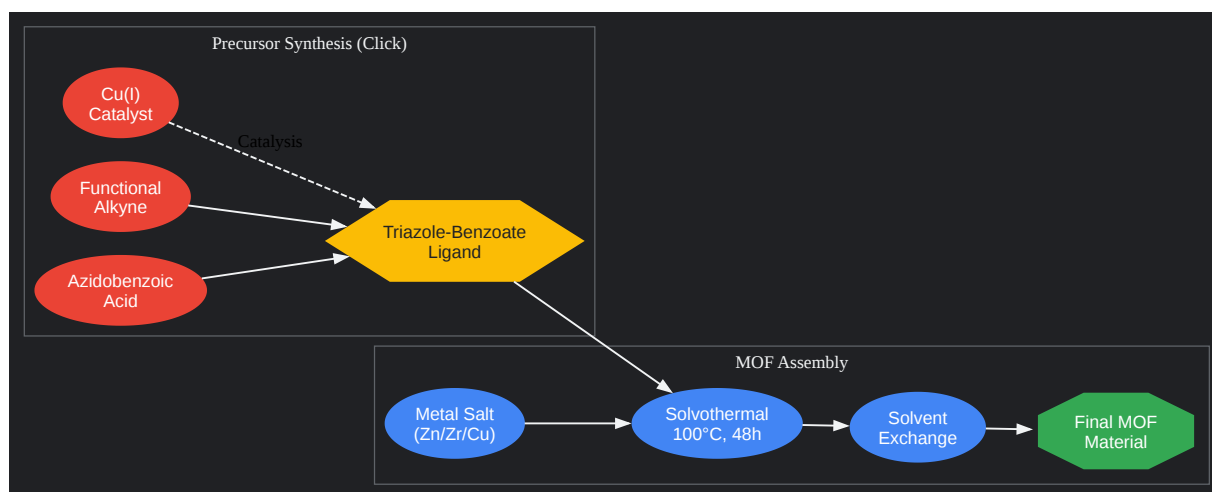 Precursor Synthesis (Click)
Cu(I)
Catalyst
Catalysis
Functional
Alkyne
Triazole-Benzoate
Ligand
Azidobenzoic
Acid
MOF Assembly
Metal Salt
(Zn/Zr/Cu)
Solvothermal
100°C, 48h
Solvent
Exchange
Final MOF
Material